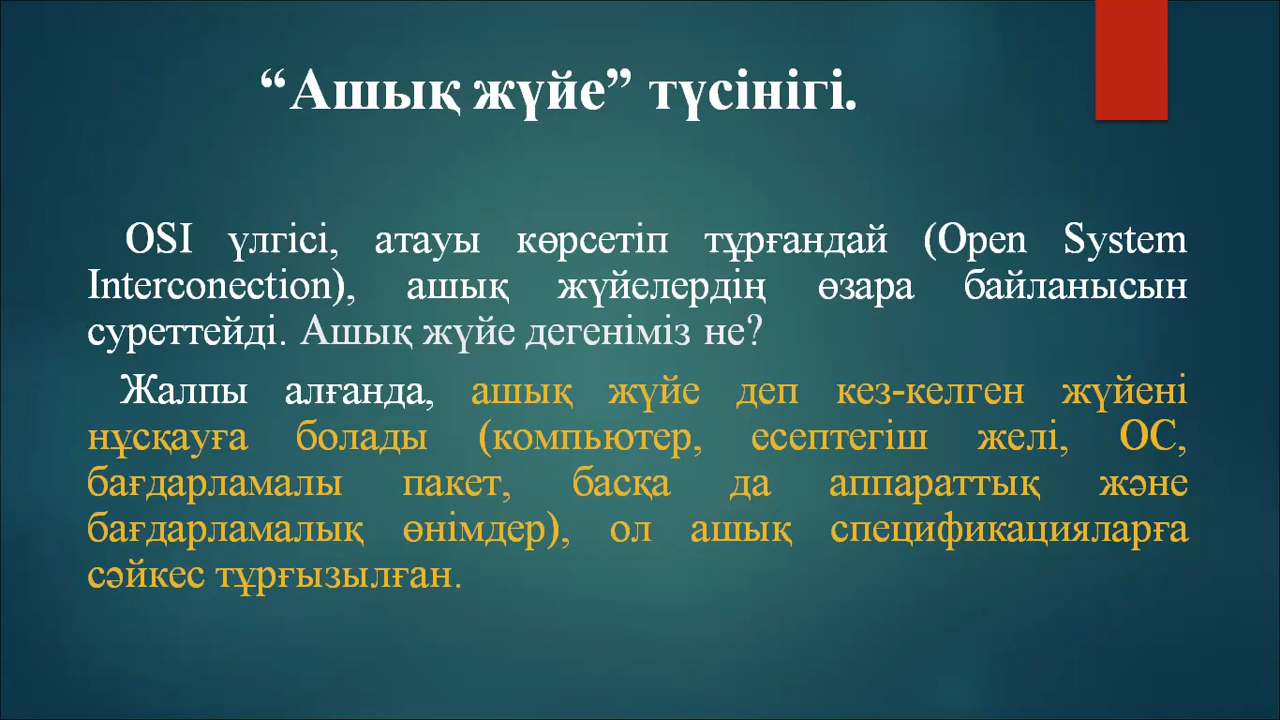 “Ашық жүйе” түсінігі.
OSI үлгісі, атауы көрсетіп тұрғандай (Open System
Interconection), ашық жүйелердің өзара байланысын
суреттейді. Ашық жүйе дегеніміз не?
Жалпы алғанда, ашық жүйе деп кез-келген жүйені
нұсқауға болады (компьютер, есептегіш желі, ОС,
бағдарламалы пакет, басқа да аппараттық және
бағдарламалық өнімдер), ол ашық спецификацияларға
сәйкес тұрғызылған.